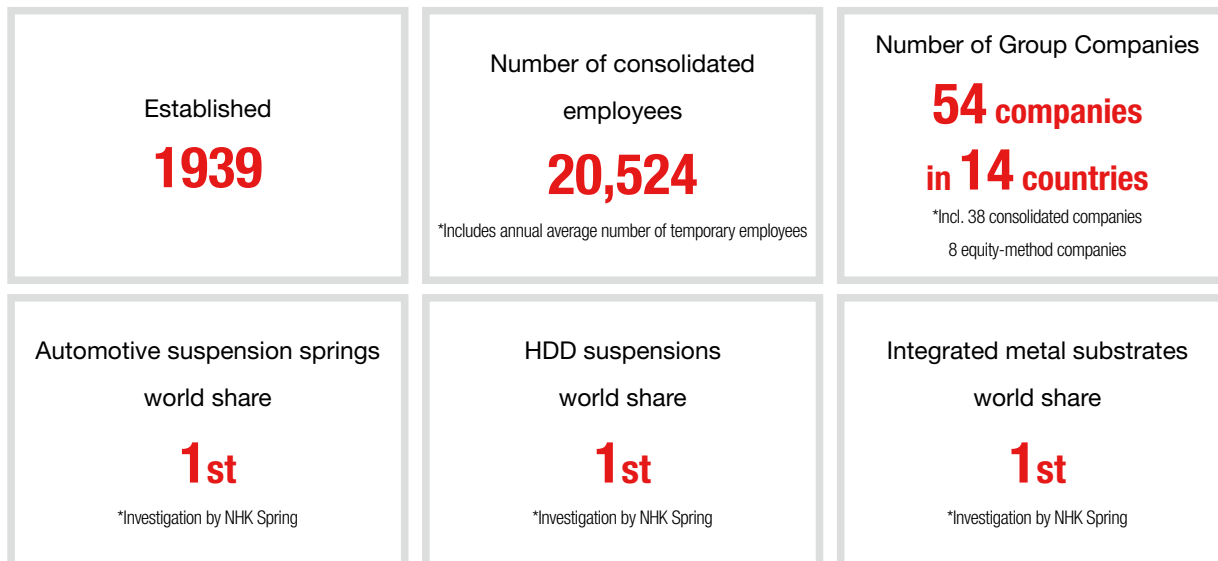 Established
1939
Number of consolidated
employees
20,524
*Includes annual average number of temporary employees
Number of Group Companies
54 companies
in 14 countries
*Incl. 38 consolidated companies
8 equity-method companies
Automotive suspension springs
world share
1st
*Investigation by NHK Spring
HDD suspensions
world share
1st
*Investigation by NHK Spring
Integrated metal substrates
world share
1st
*Investigation by NHK Spring